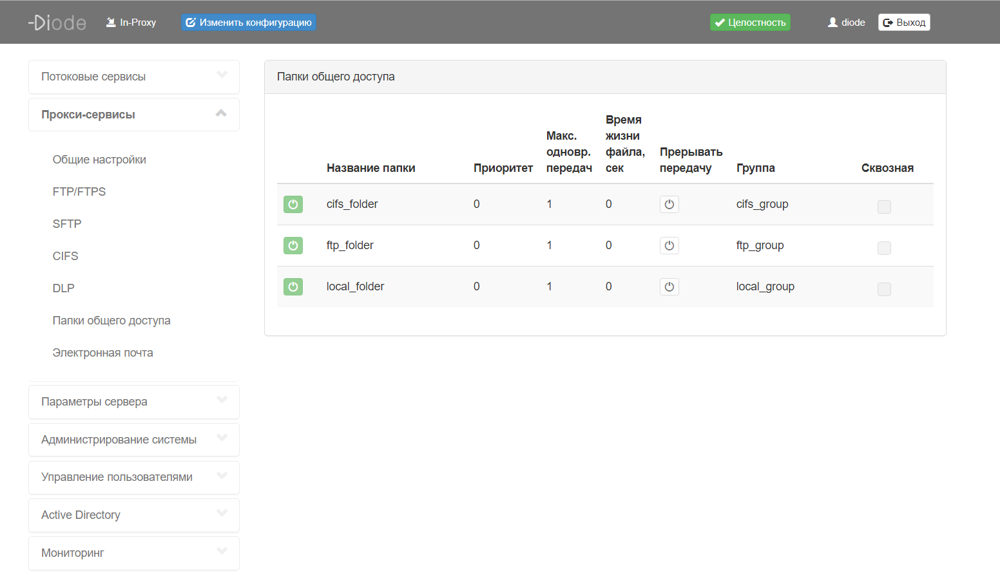 -Diode In-Proxy Изменить конфигурацию Целостность diode Выход
Потоковые сервисы
Прокси-сервисы
Общие настройки
FTP/FTPS
SFTP
CIFS
DLP
Папки общего доступа
Электронная почта
Параметры сервера
Администрирование системы
Управление пользователями
Active Directory
Мониторинг
Папки общего доступа
Название папки
Приоритет
Макс.
одновр.
передач
Время
жизни
файла,
сек
Прерывать
передачу
Группа
Сквозная
cifs_folder 0 1 0 cifs_group
ftp_folder 0 1 0 ftp_group
local_folder 0 1 0 local_group